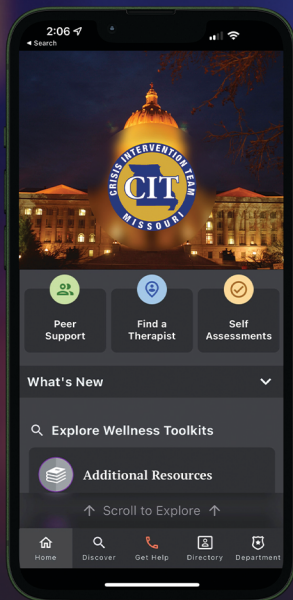 2:06
◄ Search
CRISIS INTERVENTION TEAM
CIT
MISSOURI
Peer
Support
Find a
Therapist
Self
Assessments
What's New
Explore Wellness Toolkits
Additional Resources
↑ Scroll to Explore ↑
Home
Discover
Get Help
Directory
Department